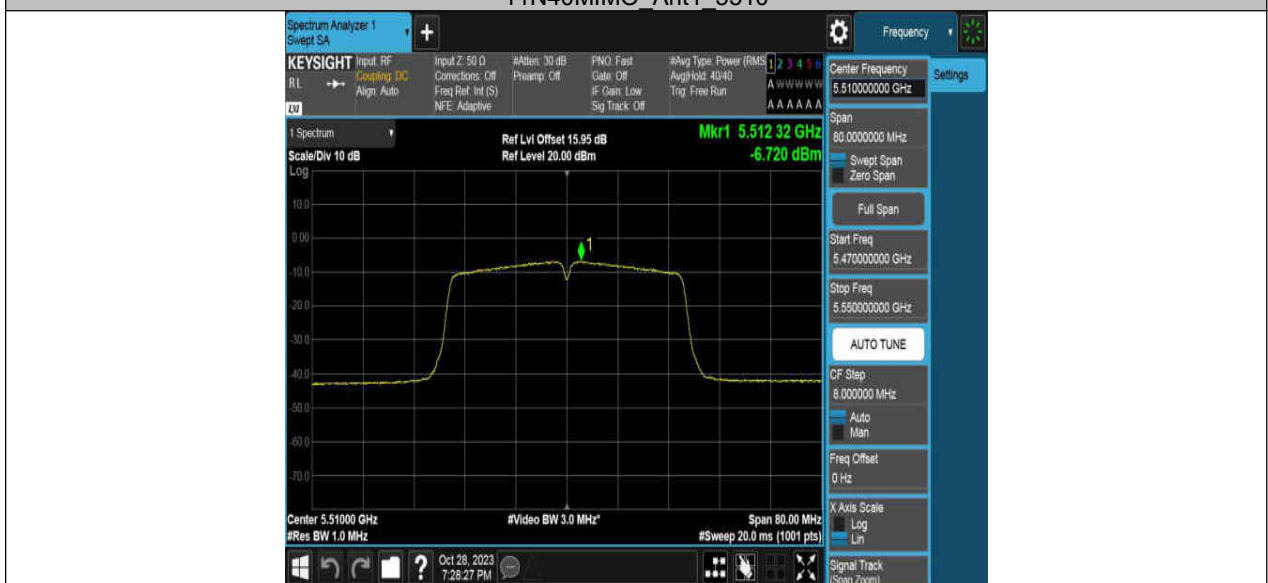 11N40MIMO_Ant1_5510
Spectrum Analyzer 1
Swept SA
+
Frequency
KEYSIGHT
RL
LXI
Input: RF
Coupling: DC
Align: Auto
Input Z: 50 Ω
Corrections: Off
Freq Ref: Int (S)
NFE: Adaptive
#Atten: 30 dB
Preamp: Off
PNO: Fast
Gate: Off
IF Gain: Low
Sig Track: Off
#Avg Type: Power (RMS
Avg|Hold: 40/40
Trig: Free Run
1 2 3 4 5 6
A W W W W W
A A A A A A
Center Frequency
5.510000000 GHz
Settings
1 Spectrum
Scale/Div 10 dB
Ref Lvl Offset 15.95 dB
Ref Level 20.00 dBm
Mkr1 5.512 32 GHz
-6.720 dBm
Span
80.0000000 MHz
Swept Span
Zero Span
Full Span
Start Freq
5.470000000 GHz
Stop Freq
5.550000000 GHz
AUTO TUNE
CF Step
8.000000 MHz
Auto
Man
Freq Offset
0 Hz
X Axis Scale
Log
Lin
Signal Track
(Span Zoom)
Log
10.0
0.00
-10.0
-20.0
-30.0
-40.0
-50.0
-60.0
-70.0
1
Center 5.51000 GHz
#Res BW 1.0 MHz
#Video BW 3.0 MHz*
Span 80.00 MHz
#Sweep 20.0 ms (1001 pts)
?
Oct 28, 2023
7:28:27 PM